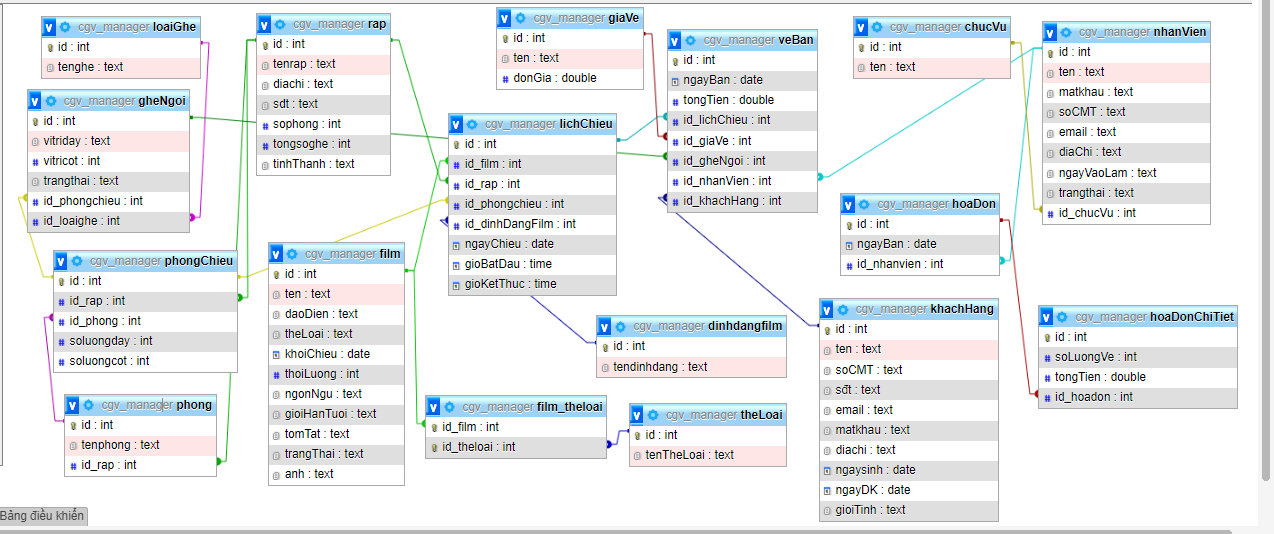 cgv_manager loaiGhe
id : int
tenghe : text
cgv_manager gheNgoi
id : int
vitriday : text
vitricot : int
trangthai : text
id_phongchieu : int
id_loaighe : int
cgv_manager phongChieu
id : int
id_rap : int
id_phong : int
soluongday : int
soluongcot : int
cgv_manager phong
id : int
tenphong : text
id_rap : int
cgv_manager rap
id : int
tenrap : text
diachi : text
sdt : text
sophong : int
tongsoghe : int
tinhThanh : text
cgv_manager film
id : int
ten : text
daoDien : text
theLoai : text
khoiChieu : date
thoiLuong : int
ngonNgu : text
gioiHanTuoi : text
tomTat : text
trangThai : text
anh : text
cgv_manager giaVe
id : int
ten : text
donGia : double
cgv_manager lichChieu
id : int
id_film : int
id_rap : int
id_phongchieu : int
id_dinhDangFilm : int
ngayChieu : date
gioBatDau : time
gioKetThuc : time
cgv_manager dinhdangfilm
id : int
tendinhdang : text
cgv_manager film_theloai
id_film : int
id_theloai : int
cgv_manager theLoai
id : int
tenTheLoai : text
cgv_manager veBan
id : int
ngayBan : date
tongTien : double
id_lichChieu : int
id_giaVe : int
id_gheNgoi : int
id_nhanVien : int
id_khachHang : int
cgv_manager chucVu
id : int
ten : text
cgv_manager nhanVien
id : int
ten : text
matkhau : text
soCMT : text
email : text
diaChi : text
ngayVaoLam : text
trangthai : text
id_chucVu : int
cgv_manager hoaDon
id : int
ngayBan : date
id_nhanvien : int
cgv_manager khachHang
id : int
ten : text
soCMT : text
sđt : text
email : text
matkhau : text
diachi : text
ngaysinh : date
ngayDK : date
gioiTinh : text
cgv_manager hoaDonChiTiet
id : int
soLuongVe : int
tongTien : double
id_hoadon : int
Bảng điều khiển